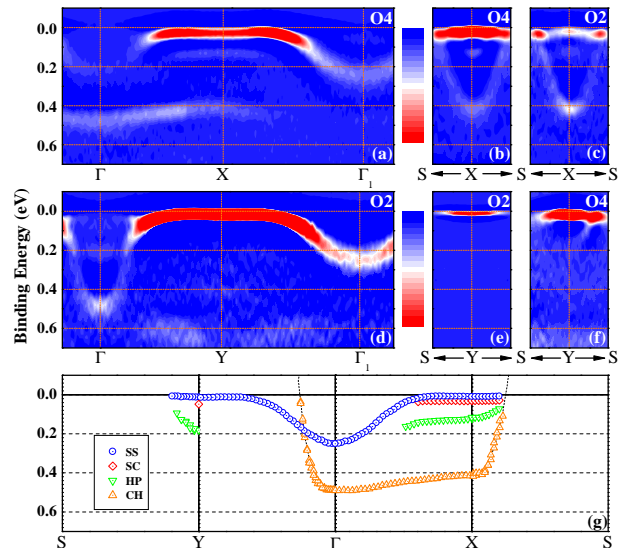 O4 O4 O2
0.0
0.2
0.4
0.6
(a) (b) (c)
Γ X Γ1 S X S X S
O2 O2 O4
0.0
0.2
0.4
0.6
(d) (e) (f)
Γ Y Γ1 S Y S Y S
Binding Energy (eV)
0.0
0.2
0.4
0.6
SS
SC
HP
CH
(g)
S Y Γ X S